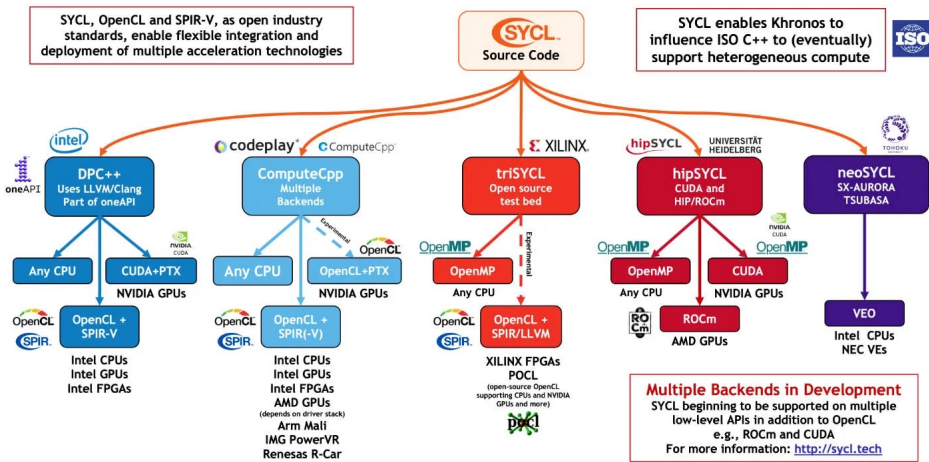 SYCL, OpenCL and SPIR-V, as open industry
standards, enable flexible integration and
deployment of multiple acceleration technologies
SYCL™
Source Code
SYCL enables Khronos to
influence ISO C++ to (eventually)
support heterogeneous compute
ISO
intel
oneAPI
DPC++
Uses LLVM/Clang
Part of oneAPI
codeplay®
ComputeCpp™
ComputeCpp
Multiple
Backends
XILINX
triSYCL
Open source
test bed
hipSYCL
UNIVERSITÄT
HEIDELBERG
hipSYCL
CUDA and
HIP/ROCm
TOHOKU
neoSYCL
SX-AURORA
TSUBASA
Any CPU
NVIDIA
CUDA
CUDA+PTX
NVIDIA GPUs
OpenCL
SPIR™
OpenCL +
SPIR-V
Intel CPUs
Intel GPUs
Intel FPGAs
Any CPU
Experimental
OpenCL
OpenCL+PTX
NVIDIA GPUs
OpenCL
SPIR™
OpenCL +
SPIR(-V)
Intel CPUs
Intel GPUs
Intel FPGAs
AMD GPUs
(depends on driver stack)
Arm Mali
IMG PowerVR
Renesas R-Car
OpenMP
OpenMP
Any CPU
Experimental
OpenCL
SPIR™
OpenCL +
SPIR/LLVM
XILINX FPGAs
POCL
(open-source OpenCL
supporting CPUs and NVIDIA
GPUs and more)
pocl
OpenMP
OpenMP
Any CPU
NVIDIA
CUDA
OpenMP
CUDA
NVIDIA GPUs
ROCm
ROCm
AMD GPUs
VEO
Intel CPUs
NEC VEs
Multiple Backends in Development
SYCL beginning to be supported on multiple
low-level APIs in addition to OpenCL
e.g., ROCm and CUDA
For more information: http://sycl.tech